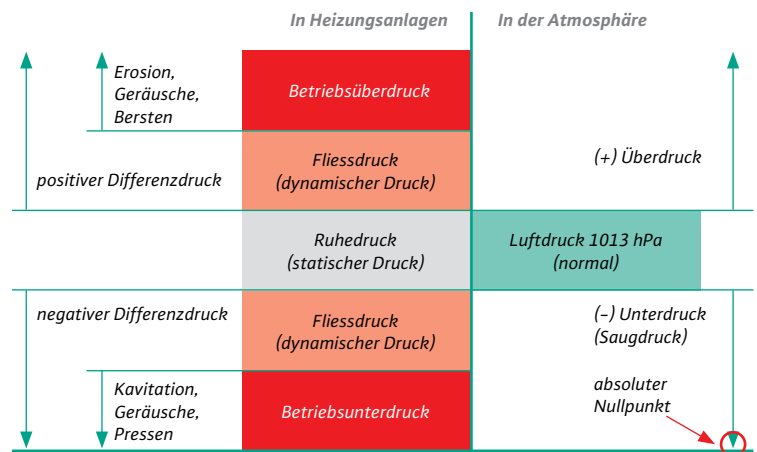 In Heizungsanlagen
In der Atmosphäre
Erosion,
Geräusche,
Bersten
Betriebsüberdruck
positiver Differenzdruck
Fliessdruck
(dynamischer Druck)
(+) Überdruck
Ruhedruck
(statischer Druck)
Luftdruck 1013 hPa
(normal)
negativer Differenzdruck
Fliessdruck
(dynamischer Druck)
(–) Unterdruck
(Saugdruck)
Kavitation,
Geräusche,
Pressen
Betriebsunterdruck
absoluter
Nullpunkt